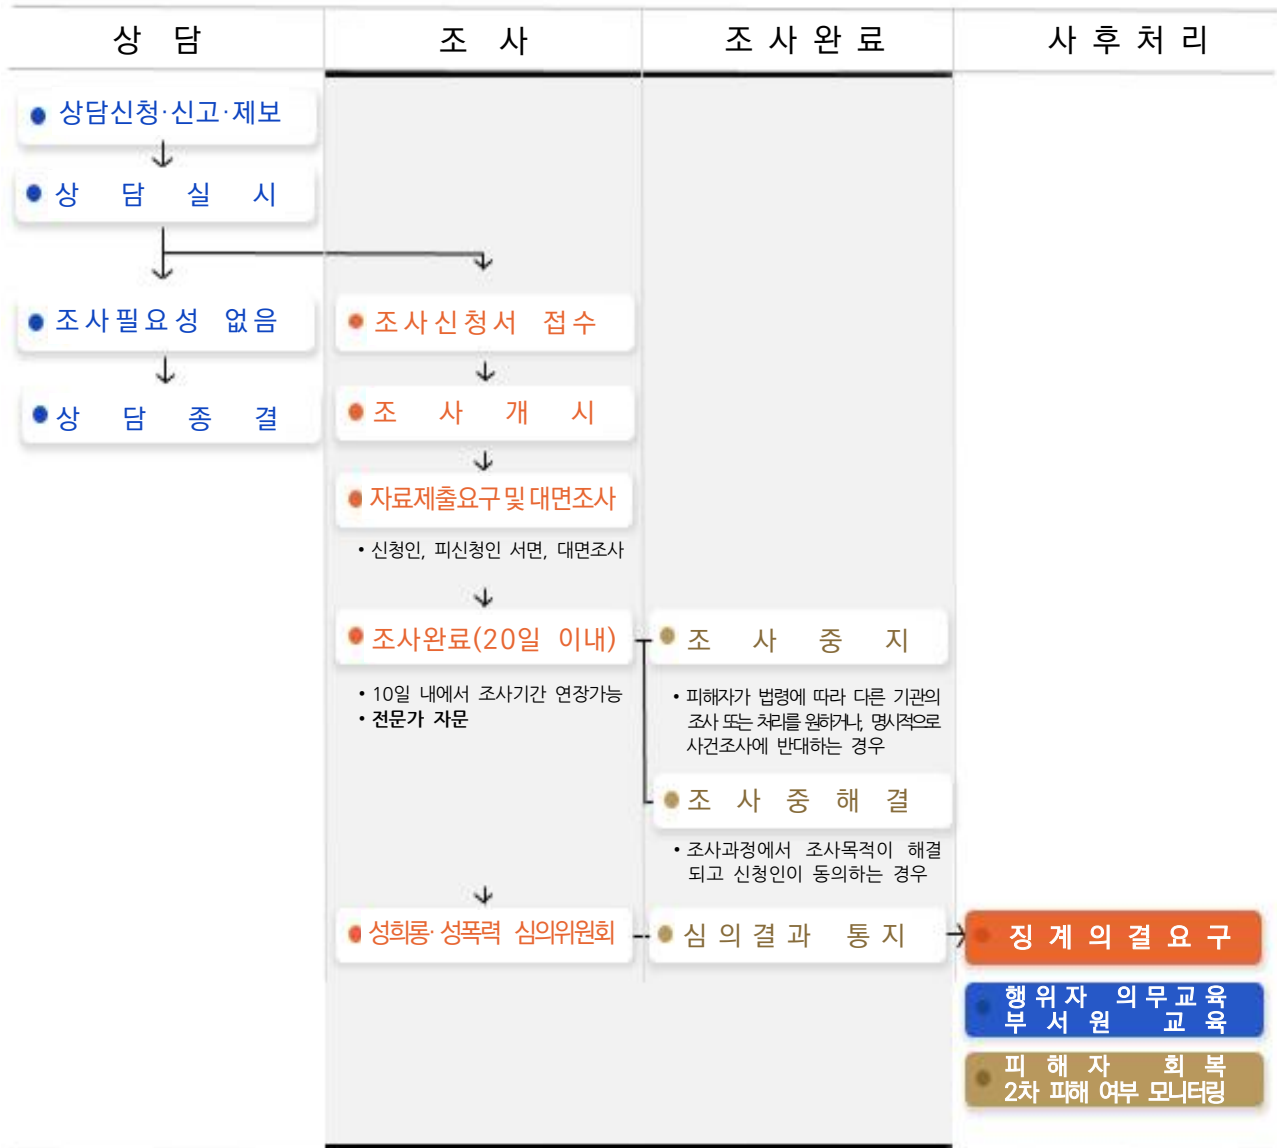 상 담
조 사
조 사 완 료
사 후 처 리
상담신청·신고·제보
상 담 실 시
조사필요성 없음
상 담 종 결
조사신청서 접수
조 사 개 시
자료제출요구 및 대면조사
• 신청인, 피신청인 서면, 대면조사
조사완료(20일 이내)
• 10일 내에서 조사기간 연장가능
• 전문가 자문
성희롱·성폭력 심의위원회
조 사 중 지
• 피해자가 법령에 따라 다른 기관의
조사 또는 처리를 원하거나, 명시적으로
사건조사에 반대하는 경우
조 사 중 해 결
• 조사과정에서 조사목적이 해결
되고 신청인이 동의하는 경우
심의결과 통지
징계의결요구
행위자 의무교육
부서원 교육
피해자 회복
2차 피해 여부 모니터링